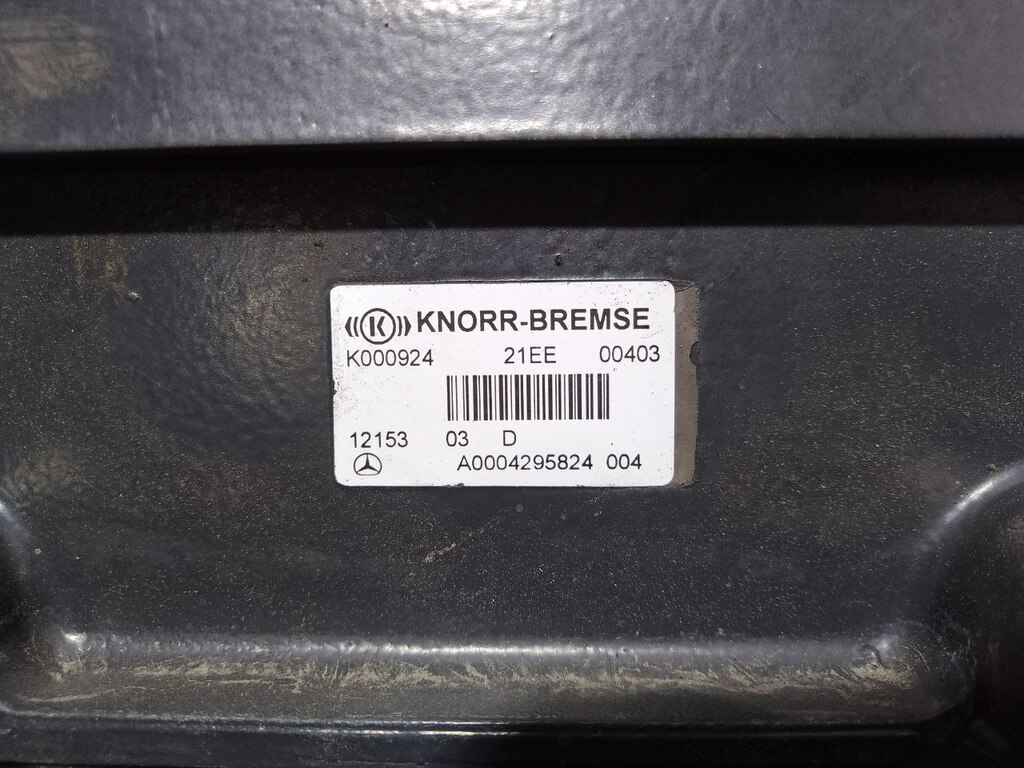 K KNORR-BREMSE
K000924 21EE 00403
12153 03 D
A0004295824 004